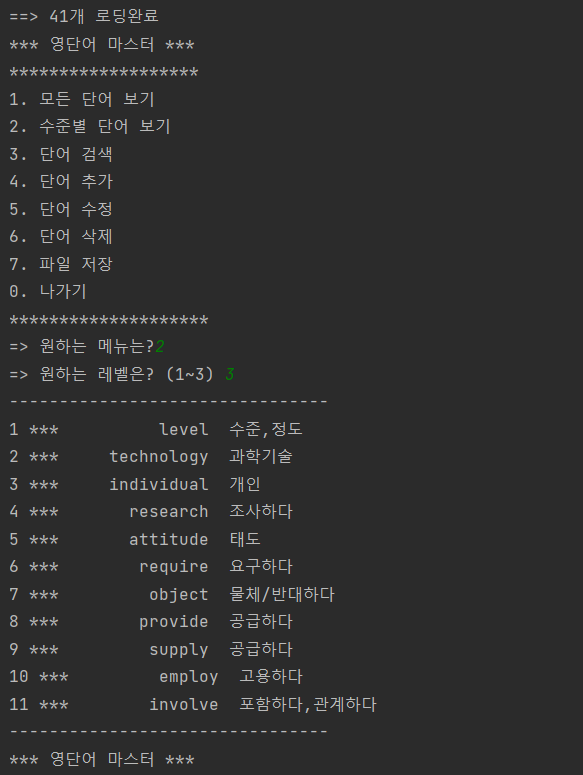 ==> 41개 로딩완료
*** 영단어 마스터 ***
*******************
1. 모든 단어 보기
2. 수준별 단어 보기
3. 단어 검색
4. 단어 추가
5. 단어 수정
6. 단어 삭제
7. 파일 저장
0. 나가기
********************
=> 원하는 메뉴는?2
=> 원하는 레벨은? (1~3) 3
--------------------------------
1 ***          level  수준,정도
2 ***     technology  과학기술
3 ***     individual  개인
4 ***       research  조사하다
5 ***       attitude  태도
6 ***        require  요구하다
7 ***         object  물체/반대하다
8 ***        provide  공급하다
9 ***         supply  공급하다
10 ***         employ  고용하다
11 ***        involve  포함하다,관계하다
--------------------------------
*** 영단어 마스터 ***